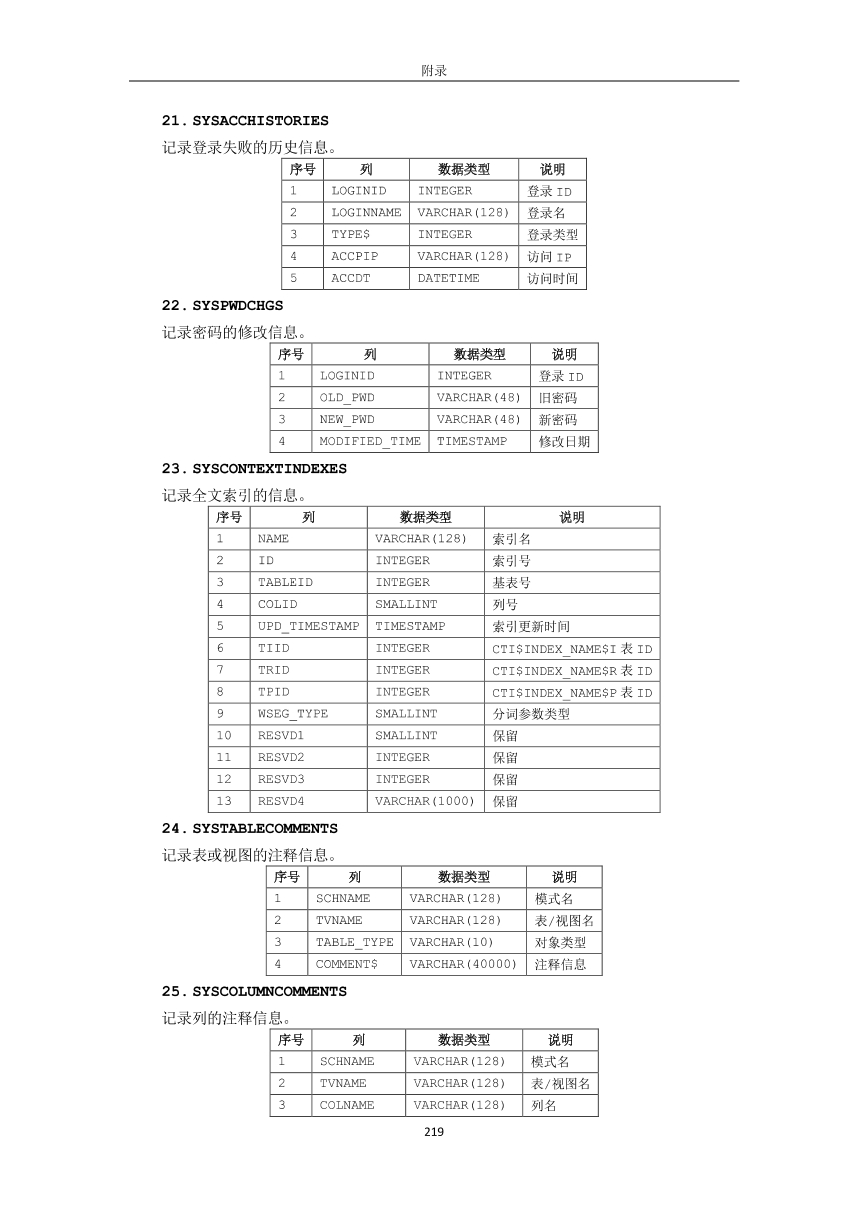 附录
21. SYSACCHISTORIES
记录登录失败的历史信息。
序号 列 数据类型 说明
1 LOGINID INTEGER 登录 ID
2 LOGINNAME VARCHAR(128) 登录名
3 TYPE$ INTEGER 登录类型
4 ACCPIP VARCHAR(128) 访问 IP
5 ACCDT DATETIME 访问时间
22. SYSPWDCHGS
记录密码的修改信息。
序号 列 数据类型 说明
1 LOGINID INTEGER 登录 ID
2 OLD_PWD VARCHAR(48) 旧密码
3 NEW_PWD VARCHAR(48) 新密码
4 MODIFIED_TIME TIMESTAMP 修改日期
23. SYSCONTEXTINDEXES
记录全文索引的信息。
序号 列 数据类型 说明
1 NAME VARCHAR(128) 索引名
2 ID INTEGER 索引号
3 TABLEID INTEGER 基表号
4 COLID SMALLINT 列号
5 UPD_TIMESTAMP TIMESTAMP 索引更新时间
6 TIID INTEGER CTI$INDEX_NAME$I 表 ID
7 TRID INTEGER CTI$INDEX_NAME$R 表 ID
8 TPID INTEGER CTI$INDEX_NAME$P 表 ID
9 WSEG_TYPE SMALLINT 分词参数类型
10 RESVD1 SMALLINT 保留
11 RESVD2 INTEGER 保留
12 RESVD3 INTEGER 保留
13 RESVD4 VARCHAR(1000) 保留
24. SYSTABLECOMMENTS
记录表或视图的注释信息。
序号 列 数据类型 说明
1 SCHNAME VARCHAR(128) 模式名
2 TVNAME VARCHAR(128) 表/视图名
3 TABLE_TYPE VARCHAR(10) 对象类型
4 COMMENT$ VARCHAR(40000) 注释信息
25. SYSCOLUMNCOMMENTS
记录列的注释信息。
序号 列 数据类型 说明
1 SCHNAME VARCHAR(128) 模式名
2 TVNAME VARCHAR(128) 表/视图名
3 COLNAME VARCHAR(128) 列名
219